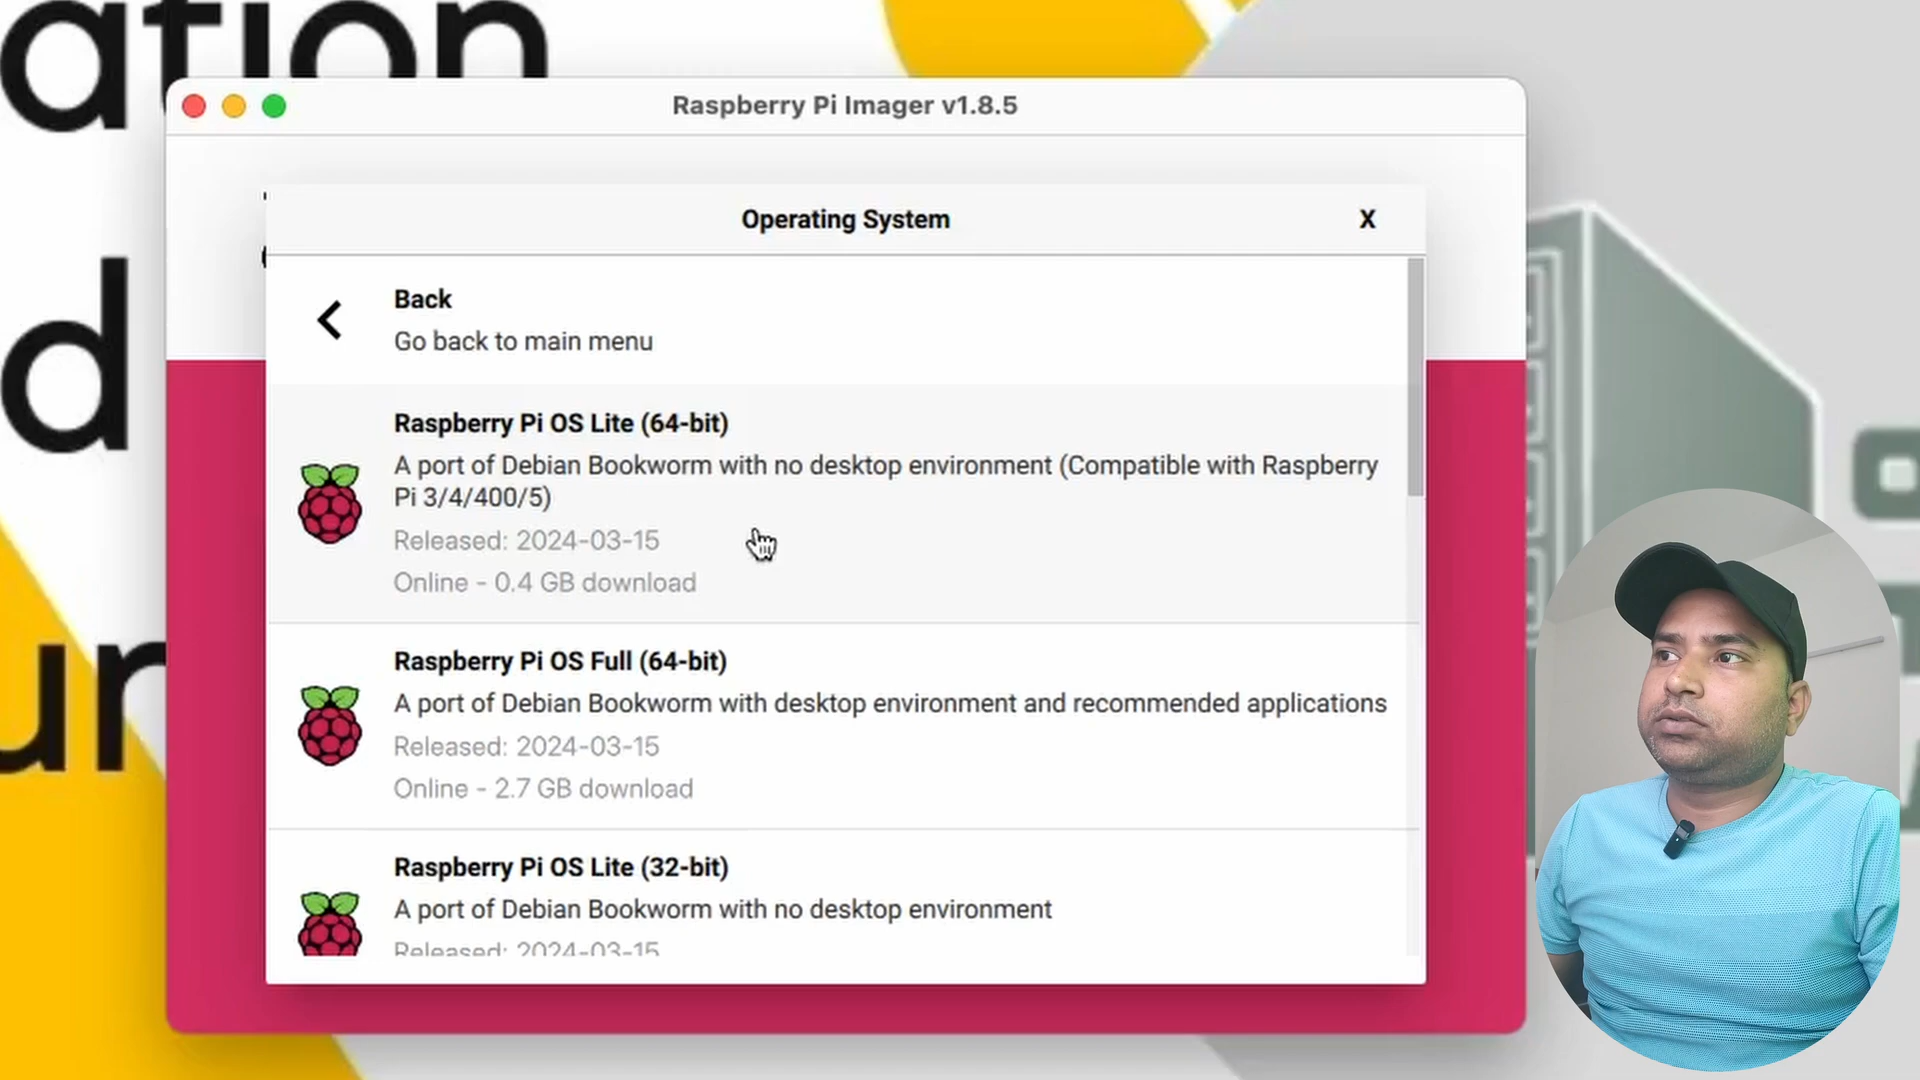 ation
d
ur
Raspberry Pi Imager v1.8.5
Operating System
X
Back
Go back to main menu
Raspberry Pi OS Lite (64-bit)
A port of Debian Bookworm with no desktop environment (Compatible with Raspberry
Pi 3/4/400/5)
Released: 2024-03-15
Online - 0.4 GB download
Raspberry Pi OS Full (64-bit)
A port of Debian Bookworm with desktop environment and recommended applications
Released: 2024-03-15
Online - 2.7 GB download
Raspberry Pi OS Lite (32-bit)
A port of Debian Bookworm with no desktop environment
Released: 2024-03-15